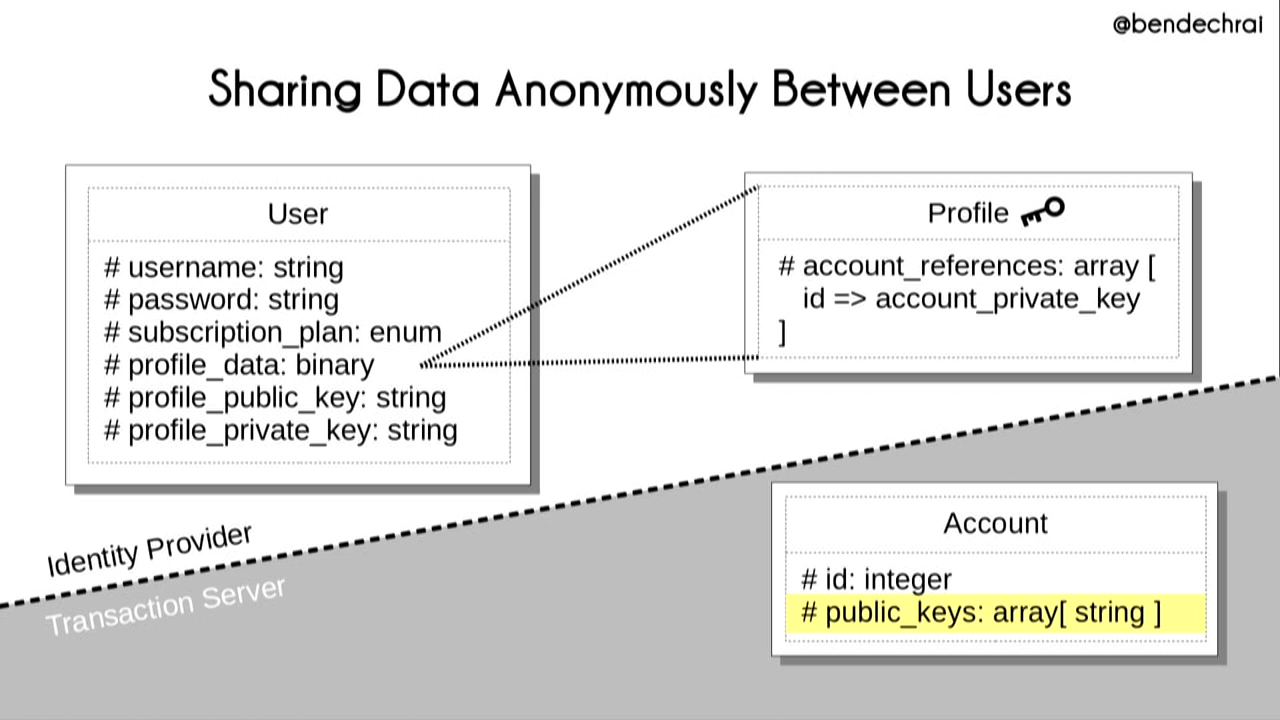 @bendechrai
Sharing Data Anonymously Between Users
User
# username: string
# password: string
# subscription_plan: enum
# profile_data: binary
# profile_public_key: string
# profile_private_key: string
Profile
# account_references: array [
id => account_private_key
]
Identity Provider
Transaction Server
Account
# id: integer
# public_keys: array[ string ]